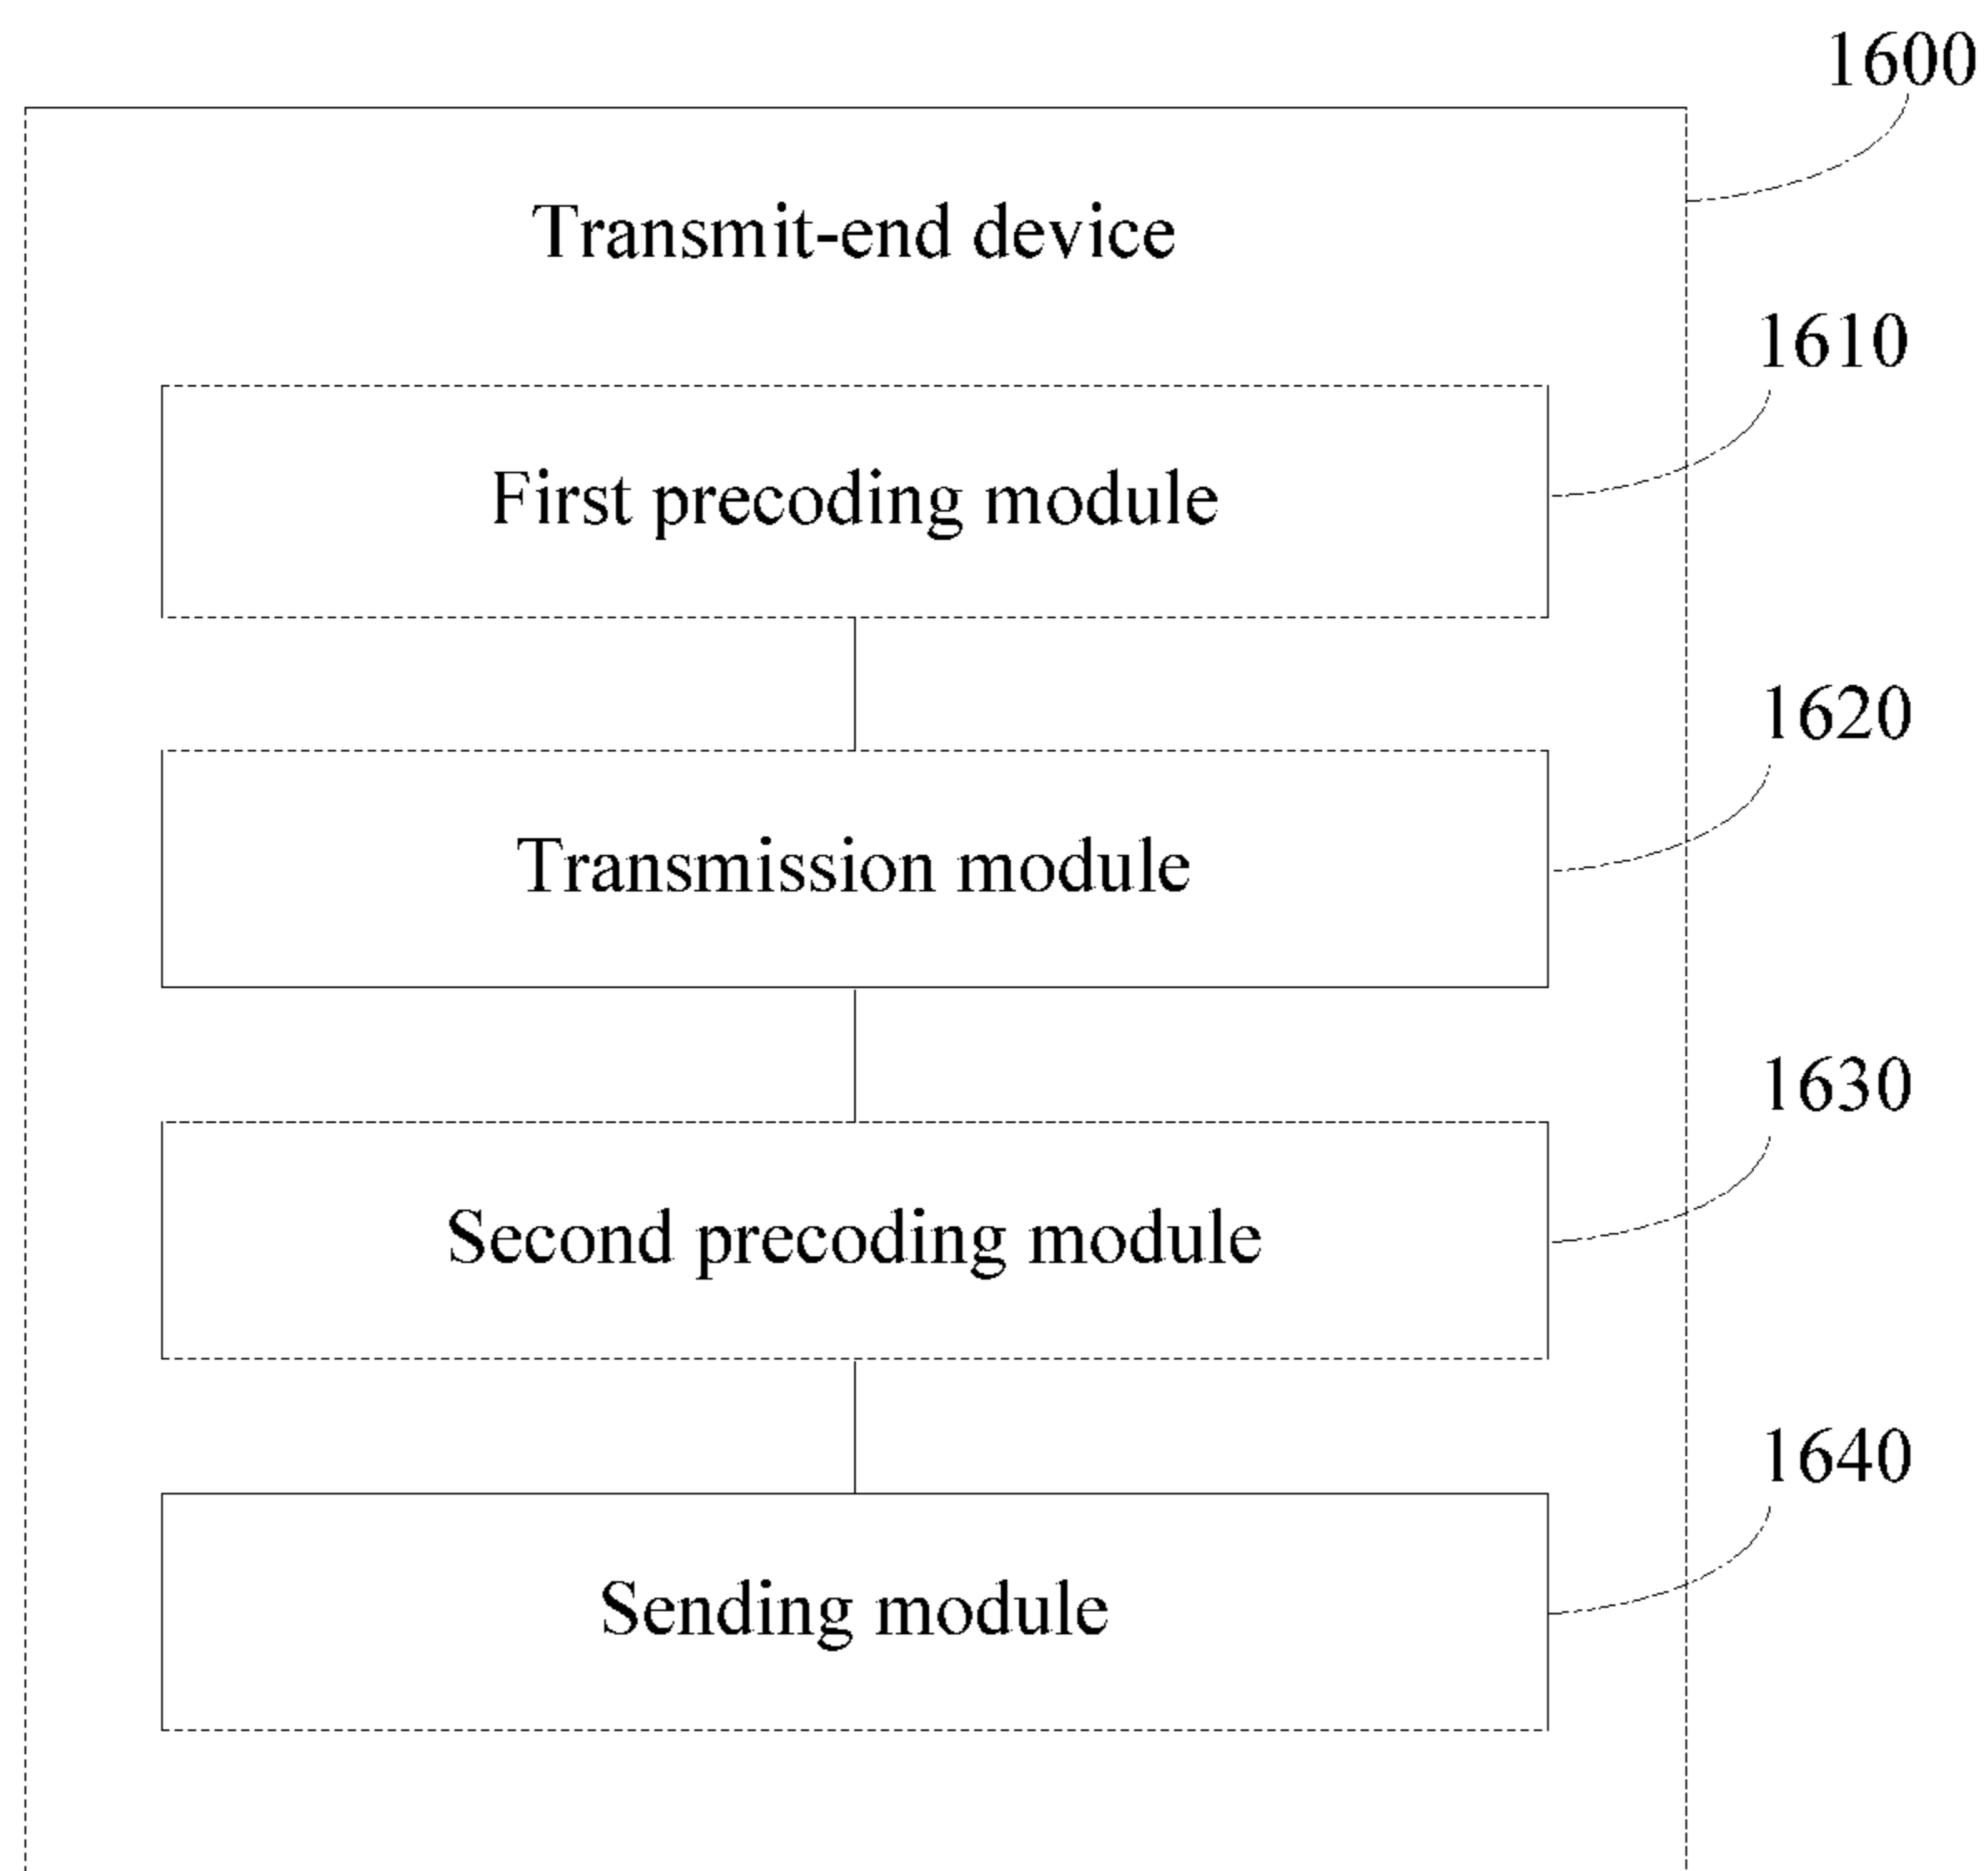 1600
Transmit-end device
1610
First precoding module
1620
Transmission module
1630
Second precoding module
1640
Sending module